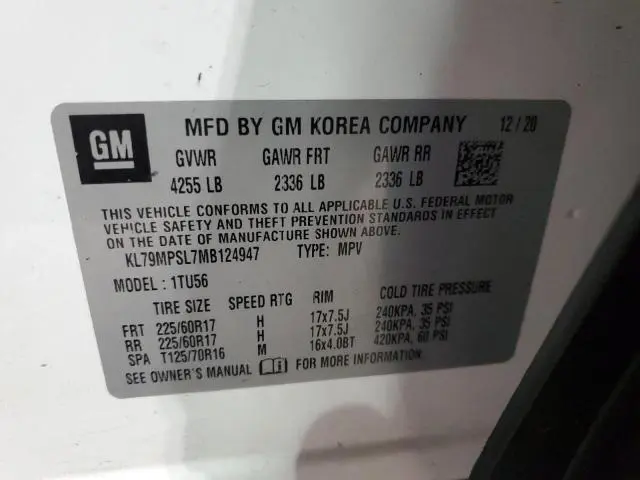 GM
MFD BY GM KOREA COMPANY 12/20
GVWR GAWR FRT GAWR RR
4255 LB 2336 LB 2336 LB
THIS VEHICLE CONFORMS TO ALL APPLICABLE U.S. FEDERAL MOTOR
VEHICLE SAFETY AND THEFT PREVENTION STANDARDS IN EFFECT
ON THE DATE OF MANUFACTURE SHOWN ABOVE.
KL79MPSL7MB124947 TYPE: MPV
MODEL: 1TU56
TIRE SIZE SPEED RTG RIM COLD TIRE PRESSURE
FRT 225/60R17 H 17x7.5J 240KPA, 35 PSI
RR 225/60R17 H 17x7.5J 240KPA, 35 PSI
SPA T125/70R16 M 16x4.0BT 420KPA, 60 PSI
SEE OWNER'S MANUAL FOR MORE INFORMATION